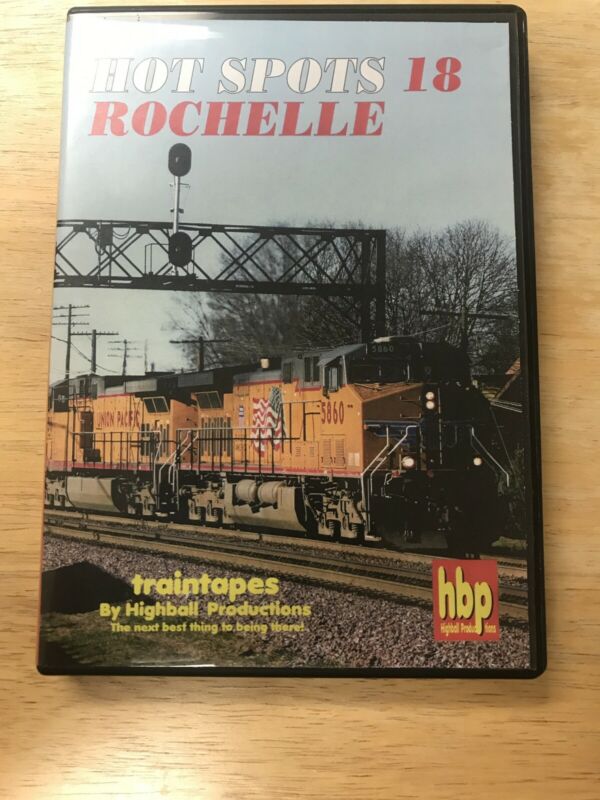 HOT SPOTS 18
ROCHELLE
5860
UNION PACIFIC
5860
traintapes
By Highball Productions
The next best thing to being there!
hbp
Highball Productions